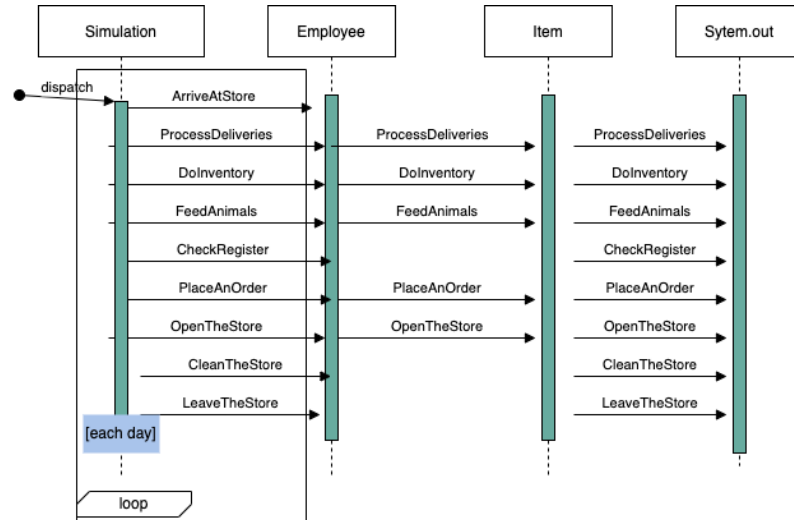 Simulation Employee Item Sytem.out
dispatch
ArriveAtStore
ProcessDeliveries ProcessDeliveries ProcessDeliveries
DoInventory DoInventory DoInventory
FeedAnimals FeedAnimals FeedAnimals
CheckRegister CheckRegister
PlaceAnOrder PlaceAnOrder PlaceAnOrder
OpenTheStore OpenTheStore OpenTheStore
CleanTheStore CleanTheStore
LeaveTheStore LeaveTheStore
[each day]
loop